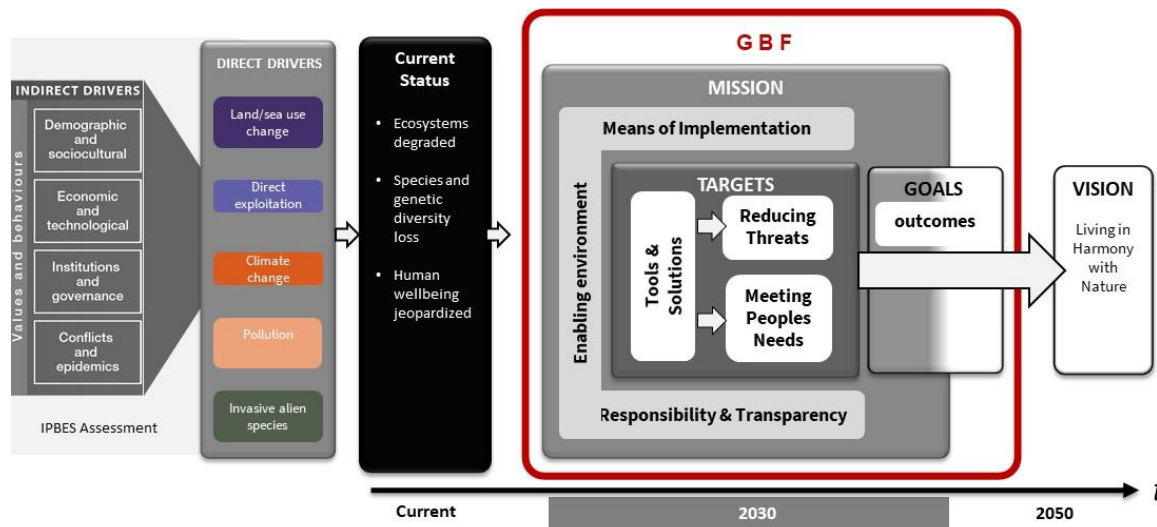 INDIRECT DRIVERS
Values and behaviours
Demographic
and
sociocultural
Economic
and
technological
Institutions
and
governance
Conflicts
and
epidemics
IPBES Assessment
DIRECT DRIVERS
Land/sea use
change
Direct
exploitation
Climate
change
Pollution
Invasive alien
species
Current
Status
• Ecosystems
degraded
• Species and
genetic
diversity
loss
• Human
wellbeing
jeopardized
GBF
MISSION
Means of Implementation
Enabling environment
TARGETS
Tools &
Solutions
Reducing
Threats
Meeting
Peoples
Needs
Responsibility & Transparency
GOALS
outcomes
VISION
Living in
Harmony
with
Nature
Current
2030
2050